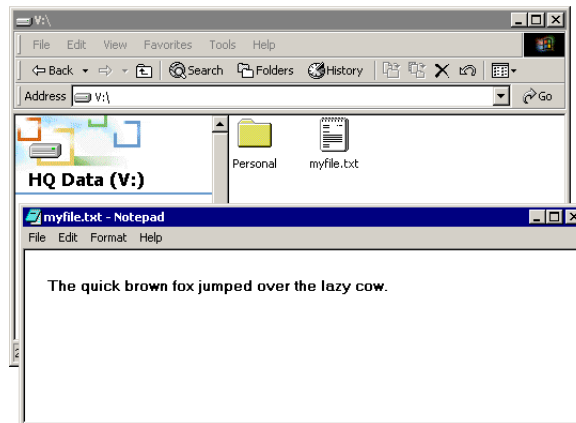 V:\
File Edit View Favorites Tools Help
Back Search Folders History
Address V:\ Go
HQ Data (V:)
Personal myfile.txt
myfile.txt - Notepad
File Edit Format Help
The quick brown fox jumped over the lazy cow.